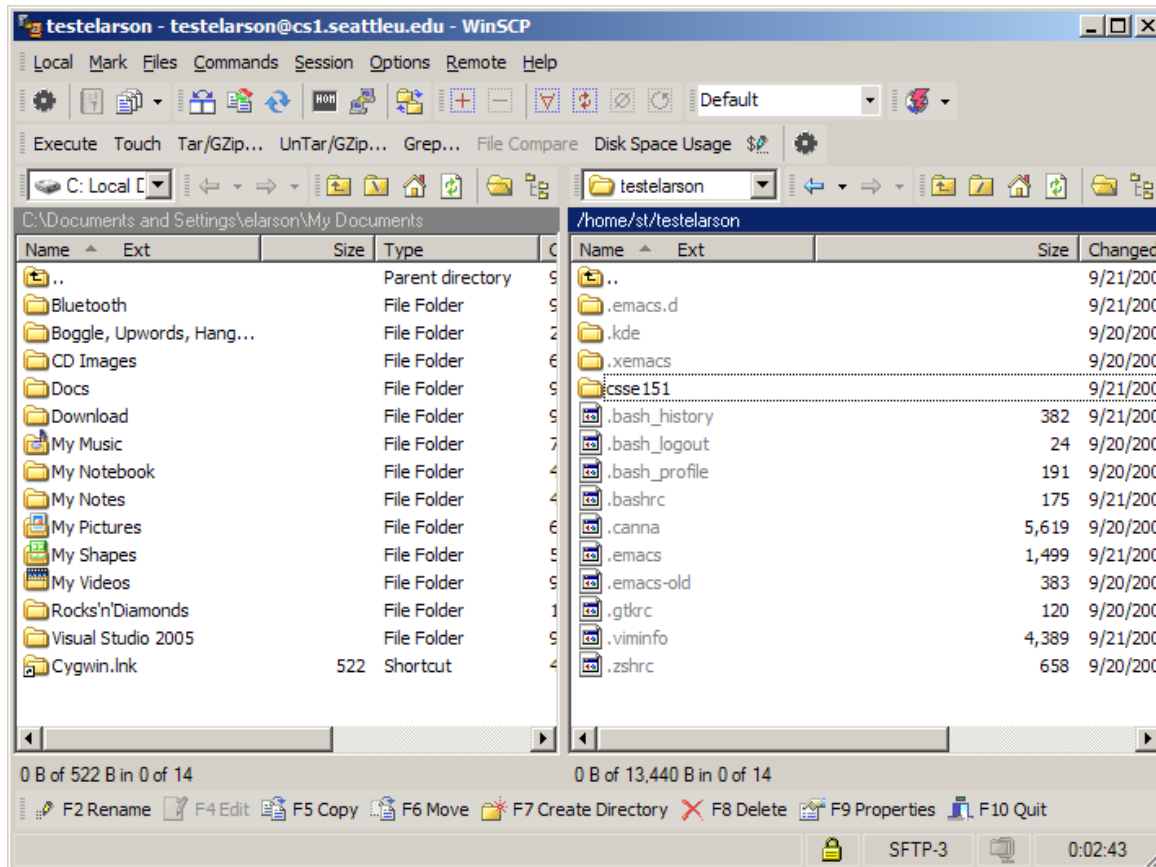 testelarson - testelarson@cs1.seattleu.edu - WinSCP
Local Mark Files Commands Session Options Remote Help
Default
Execute Touch Tar/GZip... UnTar/GZip... Grep... File Compare Disk Space Usage
C: Local D
testelarson
C:\Documents and Settings\elarson\My Documents
/home/st/testelarson
Name Ext Size Type
.. Parent directory
Bluetooth File Folder
Boggle, Upwords, Hang... File Folder
CD Images File Folder
Docs File Folder
Download File Folder
My Music File Folder
My Notebook File Folder
My Notes File Folder
My Pictures File Folder
My Shapes File Folder
My Videos File Folder
Rocks'n'Diamonds File Folder
Visual Studio 2005 File Folder
Cygwin.lnk 522 Shortcut
0 B of 522 B in 0 of 14
Name Ext Size Changed
.. 9/21/200
.emacs.d 9/21/200
.kde 9/20/200
.xemacs 9/20/200
csse151 9/21/200
.bash_history 382 9/21/200
.bash_logout 24 9/20/200
.bash_profile 191 9/20/200
.bashrc 175 9/21/200
.canna 5,619 9/20/200
.emacs 1,499 9/21/200
.emacs-old 383 9/20/200
.gtkrc 120 9/20/200
.viminfo 4,389 9/21/200
.zshrc 658 9/20/200
0 B of 13,440 B in 0 of 14
F2 Rename F4 Edit F5 Copy F6 Move F7 Create Directory F8 Delete F9 Properties F10 Quit
SFTP-3 0:02:43